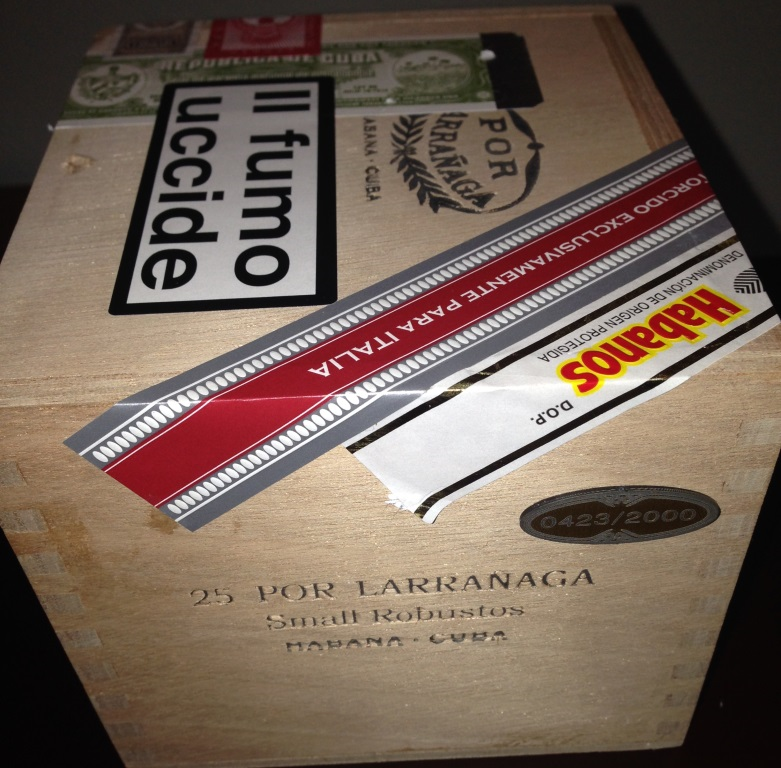 REPUBLICA DE CUBA
Il fumo
uccide
POR
LARRAÑAGA
HABANA · CUBA
TORCIDO EXCLUSIVAMENTE PARA ITALIA
DENOMINACIÓN DE ORIGEN PROTEGIDA
Habanos
D.O.P.
0423/2000
25 POR LARRAÑAGA
Small Robustos
HABANA · CUBA